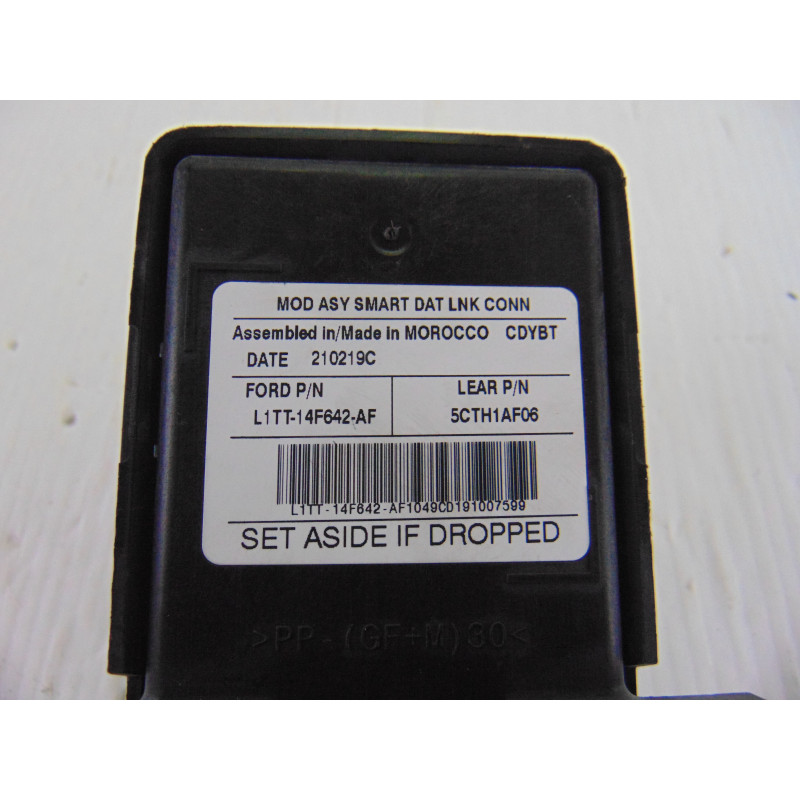 MOD ASY SMART DAT LNK CONN
Assembled in/Made in MOROCCO CDYBT
DATE 210219C
FORD P/N LEAR P/N
L1TT-14F642-AF 5CTH1AF06
L1TT-14F642-AF1049CD191007599
SET ASIDE IF DROPPED
>PP-(GF+M)30<